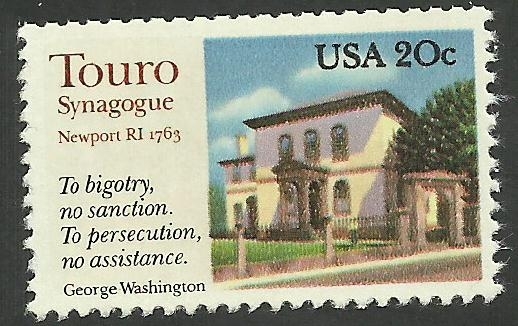 Touro
Synagogue
Newport RI 1763
To bigotry,
no sanction.
To persecution,
no assistance.
George Washington
USA 20c